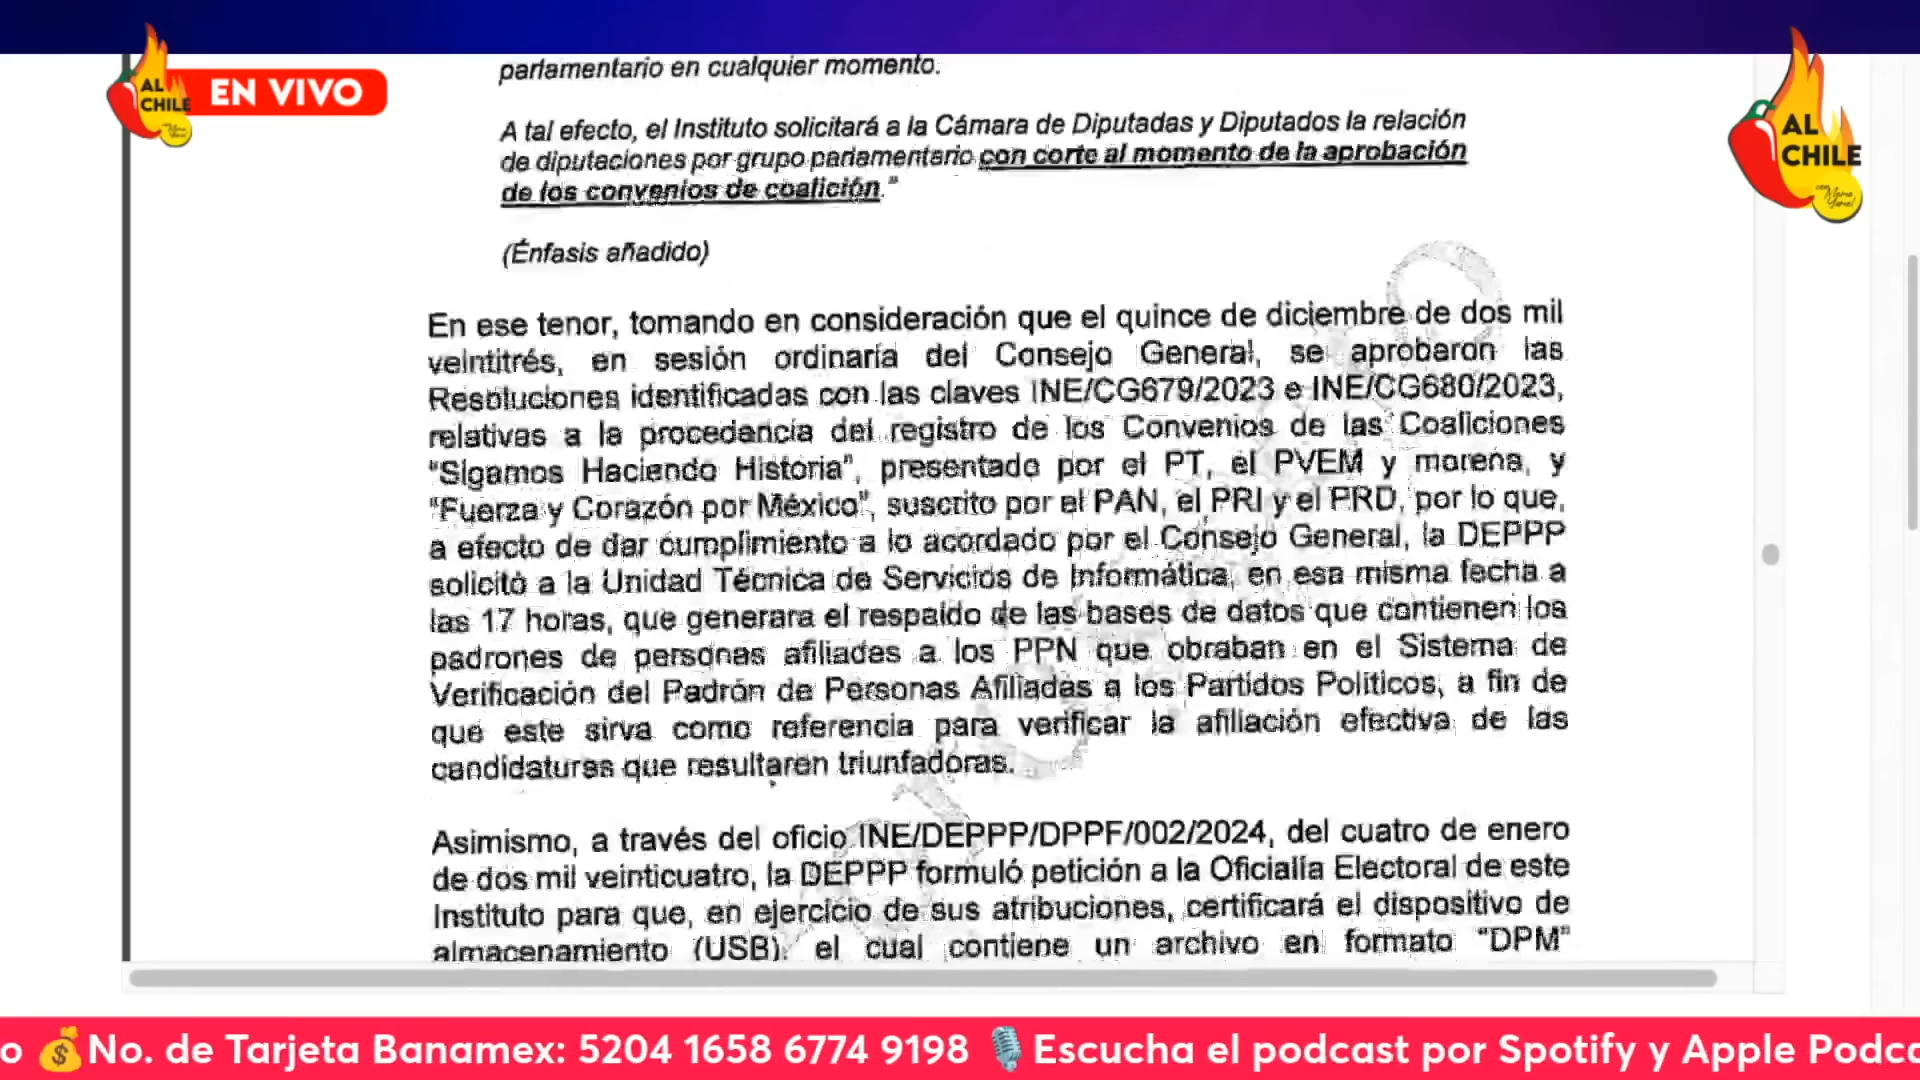 AL
CHILE
EN VIVO
AL
CHILE
parlamentario en cualquier momento.
A tal efecto, el Instituto solicitará a la Cámara de Diputadas y Diputados la relación
de diputaciones por grupo parlamentario con corte al momento de la aprobación
de los convenios de coalición."
(Énfasis añadido)
En ese tenor, tomando en consideración que el quince de diciembre de dos mil
veintitrés, en sesión ordinaria del Consejo General, se aprobaron las
Resoluciones identificadas con las claves INE/CG679/2023 e INE/CG680/2023,
relativas a la procedencia del registro de los Convenios de las Coaliciones
"Sigamos Haciendo Historia", presentado por el PT, el PVEM y morena, y
"Fuerza y Corazón por México", suscrito por el PAN, el PRI y el PRD, por lo que,
a efecto de dar cumplimiento a lo acordado por el Consejo General, la DEPPP
solicitó a la Unidad Técnica de Servicios de Informática, en esa misma fecha a
las 17 horas, que generara el respaldo de las bases de datos que contienen los
padrones de personas afiliadas a los PPN que obraban en el Sistema de
Verificación del Padrón de Personas Afiliadas a los Partidos Políticos, a fin de
que este sirva como referencia para verificar la afiliación efectiva de las
candidaturas que resultaren triunfadoras.
Asimismo, a través del oficio INE/DEPPP/DPPF/002/2024, del cuatro de enero
de dos mil veinticuatro, la DEPPP formuló petición a la Oficialía Electoral de este
Instituto para que, en ejercicio de sus atribuciones, certificará el dispositivo de
almacenamiento (USB), el cual contiene un archivo en formato "DPM"
o 💰No. de Tarjeta Banamex: 5204 1658 6774 9198 🎙️Escucha el podcast por Spotify y Apple Podca